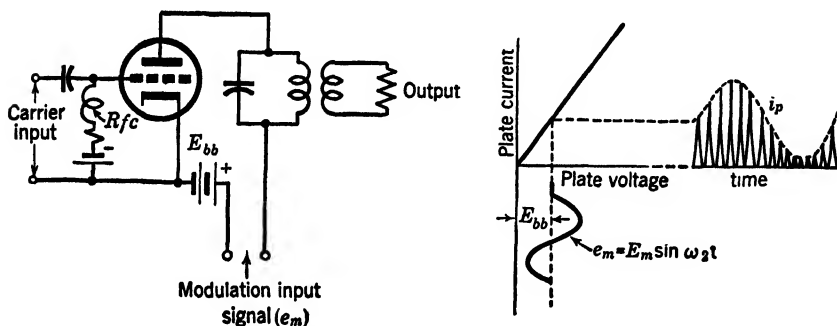 Carrier
input
Rfc
E_bb
-
+
Output
Modulation input
signal (e_m)
Plate current
i_p
Plate voltage
time
E_bb
e_m = E_m sin ω_2 t